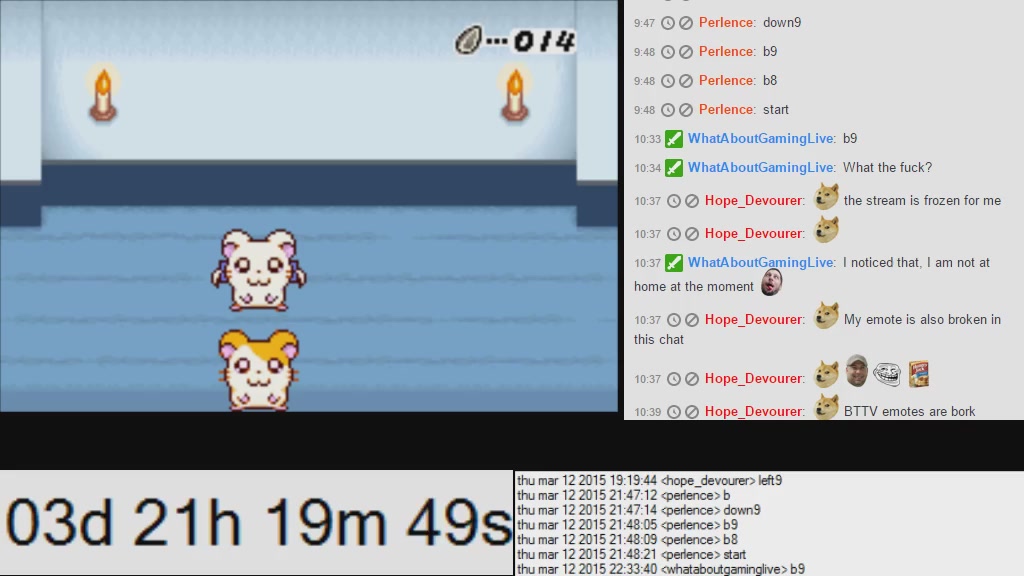 014
9:47 Perlence: down9
9:48 Perlence: b9
9:48 Perlence: b8
9:48 Perlence: start
10:33 WhatAboutGamingLive: b9
10:34 WhatAboutGamingLive: What the fuck?
10:37 Hope_Devourer: the stream is frozen for me
10:37 Hope_Devourer:
10:37 WhatAboutGamingLive: I noticed that, I am not at
home at the moment
10:37 Hope_Devourer: My emote is also broken in
this chat
10:37 Hope_Devourer:
10:39 Hope_Devourer: BTTV emotes are bork
03d 21h 19m 49s
thu mar 12 2015 19:19:44 <hope_devourer> left9
thu mar 12 2015 21:47:12 <perlence> b
thu mar 12 2015 21:47:14 <perlence> down9
thu mar 12 2015 21:48:05 <perlence> b9
thu mar 12 2015 21:48:09 <perlence> b8
thu mar 12 2015 21:48:21 <perlence> start
thu mar 12 2015 22:33:40 <whataboutgaminglive> b9